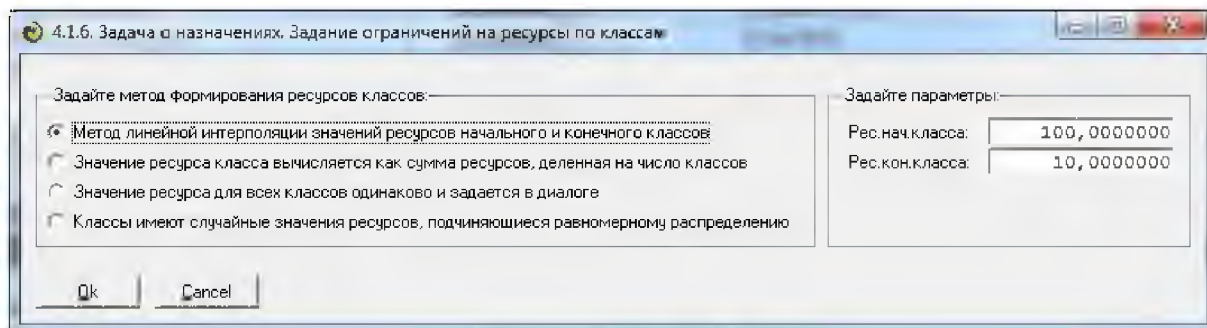 4.1.6. Задача о назначениях. Задание ограничений на ресурсы по классам
Задайте метод формирования ресурсов классов:
Метод линейной интерполяции значений ресурсов начального и конечного классов
Значение ресурса класса вычисляется как сумма ресурсов, деленная на число классов
Значение ресурса для всех классов одинаково и задается в диалоге
Классы имеют случайные значения ресурсов, подчиняющиеся равномерному распределению
Задайте параметры:
Рес.нач.класса: 100,0000000
Рес.кон.класса: 10,0000000
Ok Cancel